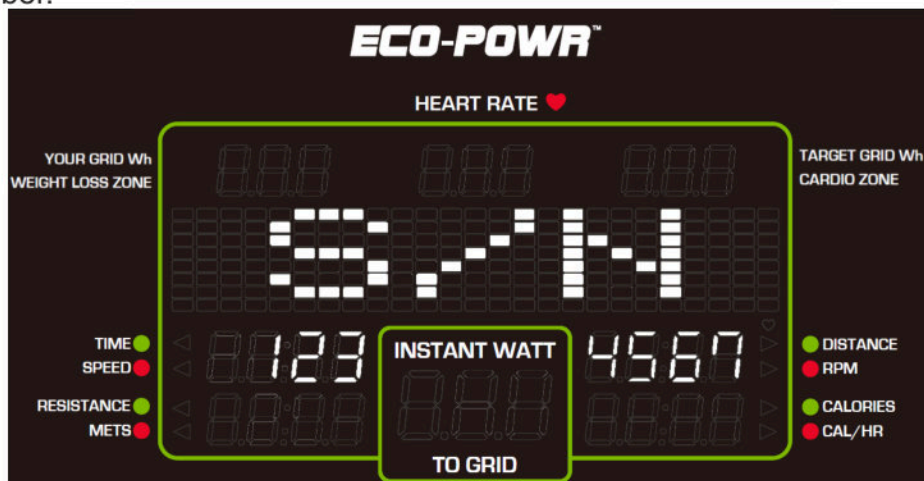 ECO-POWR™
HEART RATE
YOUR GRID Wh
WEIGHT LOSS ZONE
TARGET GRID Wh
CARDIO ZONE
S/N
TIME
SPEED
123
INSTANT WATT
4567
DISTANCE
RPM
RESISTANCE
METS
TO GRID
CALORIES
CAL/HR